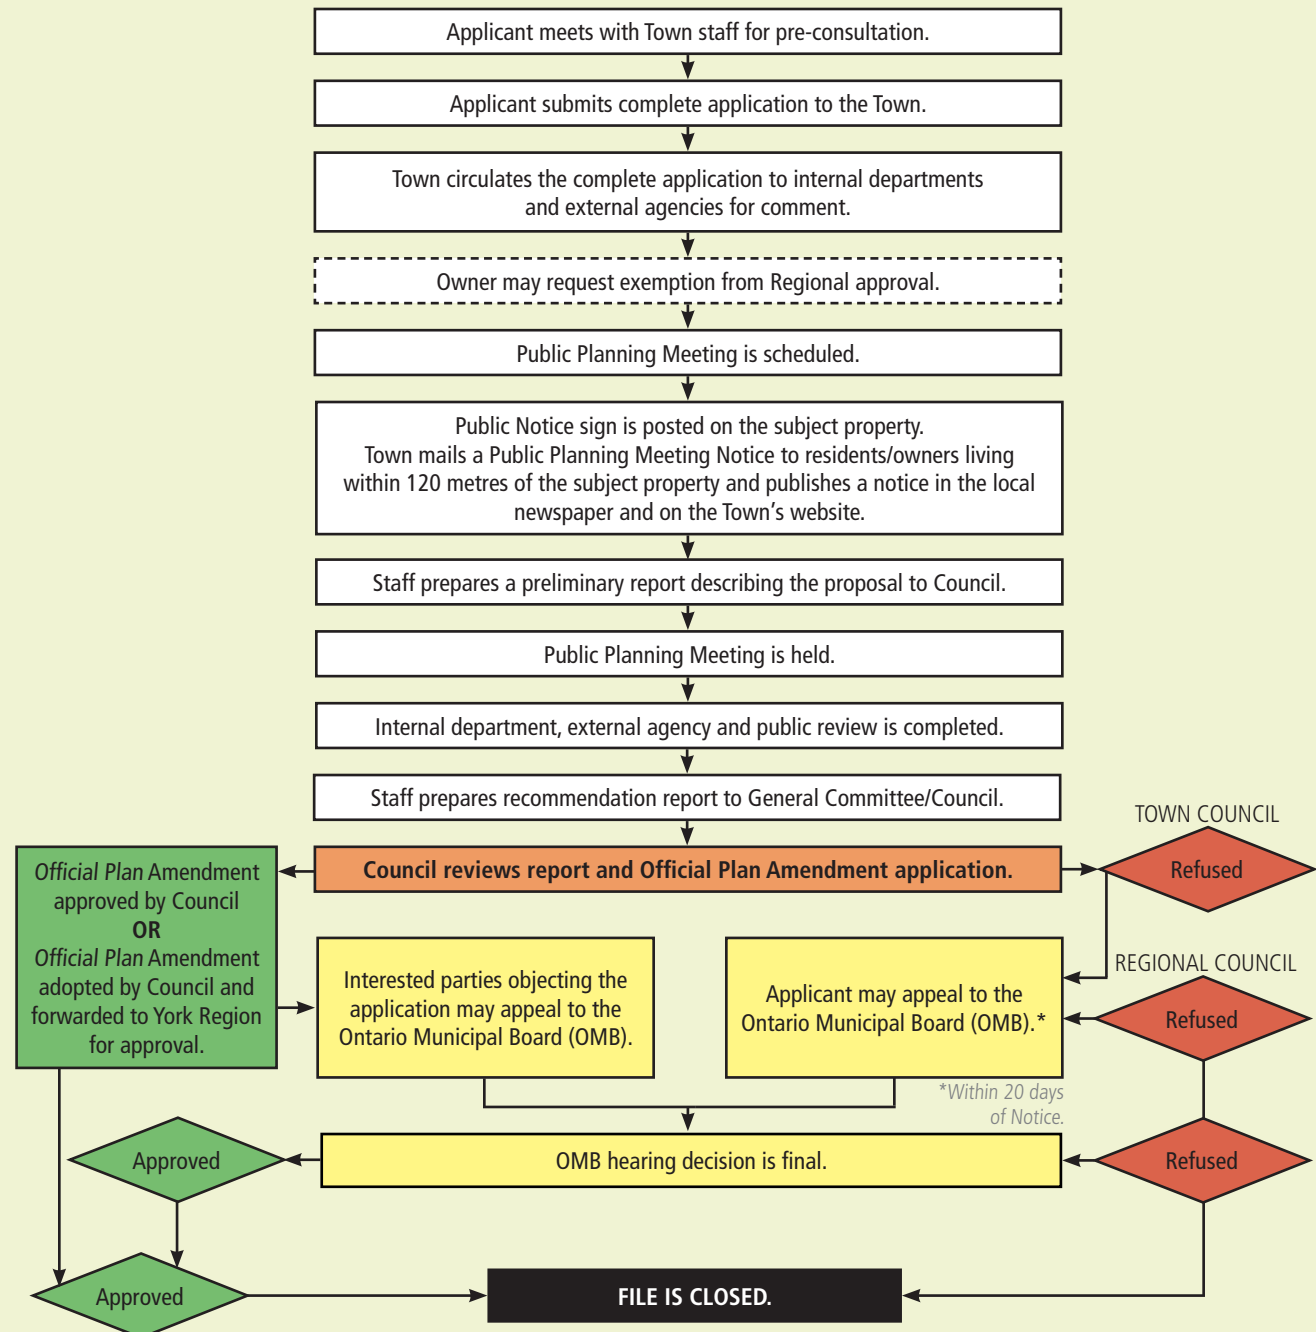 Applicant meets with Town staff for pre-consultation.
Applicant submits complete application to the Town.
Town circulates the complete application to internal departments
and external agencies for comment.
Owner may request exemption from Regional approval.
Public Planning Meeting is scheduled.
Public Notice sign is posted on the subject property.
Town mails a Public Planning Meeting Notice to residents/owners living
within 120 metres of the subject property and publishes a notice in the local
newspaper and on the Town's website.
Staff prepares a preliminary report describing the proposal to Council.
Public Planning Meeting is held.
Internal department, external agency and public review is completed.
Staff prepares recommendation report to General Committee/Council.
Council reviews report and Official Plan Amendment application.
TOWN COUNCIL
Refused
Official Plan Amendment
approved by Council
OR
Official Plan Amendment
adopted by Council and
forwarded to York Region
for approval.
Interested parties objecting the
application may appeal to the
Ontario Municipal Board (OMB).
Applicant may appeal to the
Ontario Municipal Board (OMB).*
*Within 20 days
of Notice.
REGIONAL COUNCIL
Refused
Approved
OMB hearing decision is final.
Refused
Approved
FILE IS CLOSED.